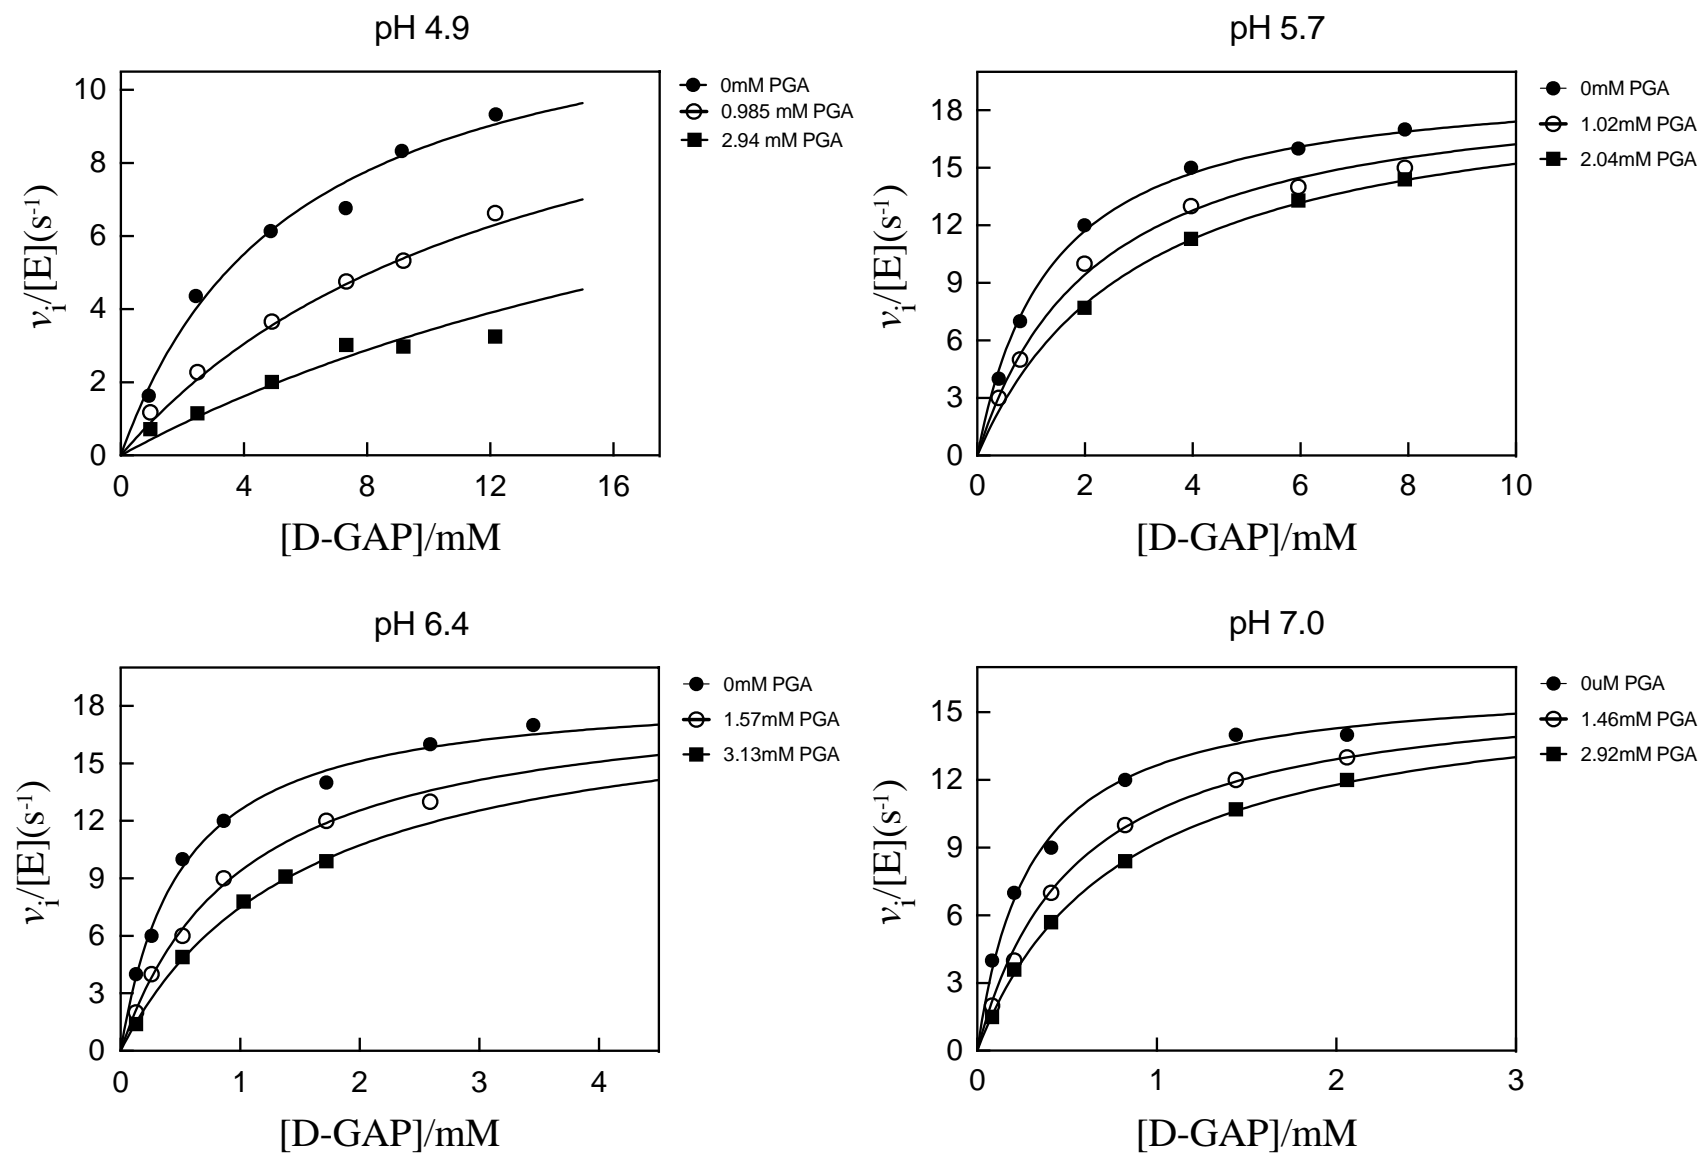 pH 4.9
10
8
6
4
2
0
0 4 8 12 16
v_i/[E](s⁻¹)
[D-GAP]/mM
0mM PGA
0.985 mM PGA
2.94 mM PGA
pH 5.7
18
15
12
9
6
3
0
0 2 4 6 8 10
v_i/[E](s⁻¹)
[D-GAP]/mM
0mM PGA
1.02mM PGA
2.04mM PGA
pH 6.4
18
15
12
9
6
3
0
0 1 2 3 4
v_i/[E](s⁻¹)
[D-GAP]/mM
0mM PGA
1.57mM PGA
3.13mM PGA
pH 7.0
15
12
9
6
3
0
0 1 2 3
v_i/[E](s⁻¹)
[D-GAP]/mM
0uM PGA
1.46mM PGA
2.92mM PGA